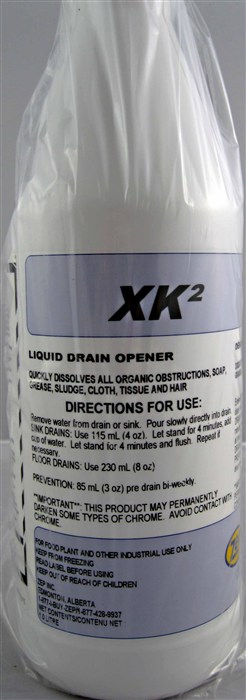 XK²
LIQUID DRAIN OPENER
QUICKLY DISSOLVES ALL ORGANIC OBSTRUCTIONS, SOAP,
GREASE, SLUDGE, CLOTH, TISSUE AND HAIR
DIRECTIONS FOR USE:
Remove water from drain or sink. Pour slowly directly into drain.
SINK DRAINS: Use 115 mL (4 oz). Let stand for 4 minutes, add
cup of water. Let stand for 4 minutes and flush. Repeat if
necessary.
FLOOR DRAINS: Use 230 mL (8 oz)
PREVENTION: 85 mL (3 oz) pre drain bi-weekly.
**IMPORTANT**: THIS PRODUCT MAY PERMANENTLY
DARKEN SOME TYPES OF CHROME. AVOID CONTACT WITH
CHROME.
FOR FOOD PLANT AND OTHER INDUSTRIAL USE ONLY
KEEP FROM FREEZING
READ LABEL BEFORE USING
KEEP OUT OF REACH OF CHILDREN
ZEP INC.
EDMONTON, ALBERTA
NET CONTENTS/CONTENU NET